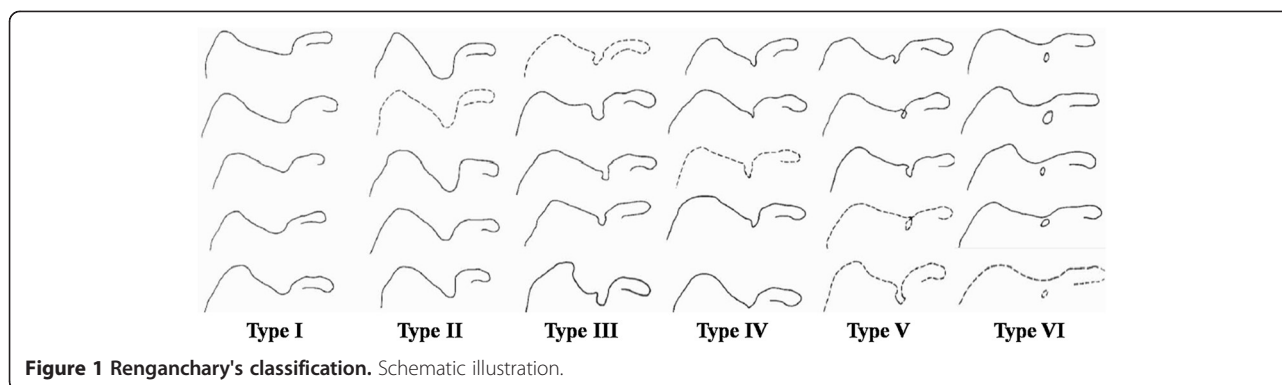 Type I Type II Type III Type IV Type V Type VI
Figure 1 Renganchary's classification. Schematic illustration.